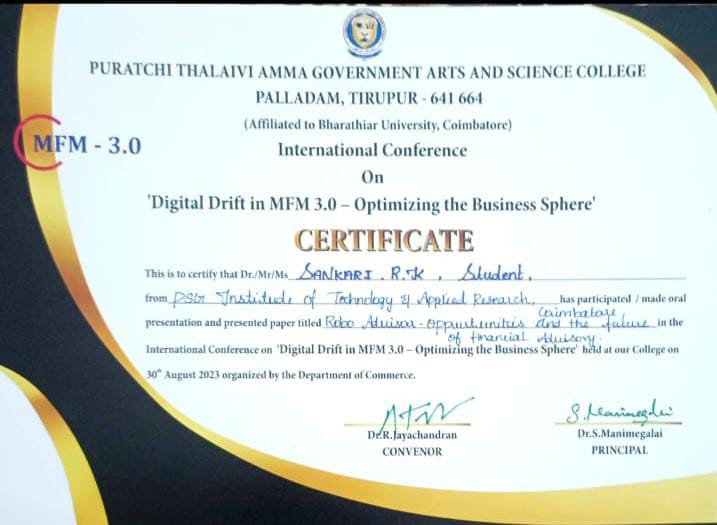 PURATCHI THALAIVI AMMA GOVERNMENT ARTS AND SCIENCE COLLEGE
PALLADAM, TIRUPUR - 641 664
(Affiliated to Bharathiar University, Coimbatore)
MFM - 3.0
International Conference
On
'Digital Drift in MFM 3.0 – Optimizing the Business Sphere'
CERTIFICATE
This is to certify that Dr./Mr/Ms SANKARI . R.K , Student,
from PSG Institute of Technology & Applied Research, has participated / made oral
Coimbatore
presentation and presented paper titled Robo Advisor - Oppurtunities and the future in the
of financial Advisory.
International Conference on 'Digital Drift in MFM 3.0 – Optimizing the Business Sphere' held at our College on
30th August 2023 organized by the Department of Commerce.
S. Manimegalai
Dr.R.Jayachandran
Dr.S.Manimegalai
CONVENOR
PRINCIPAL